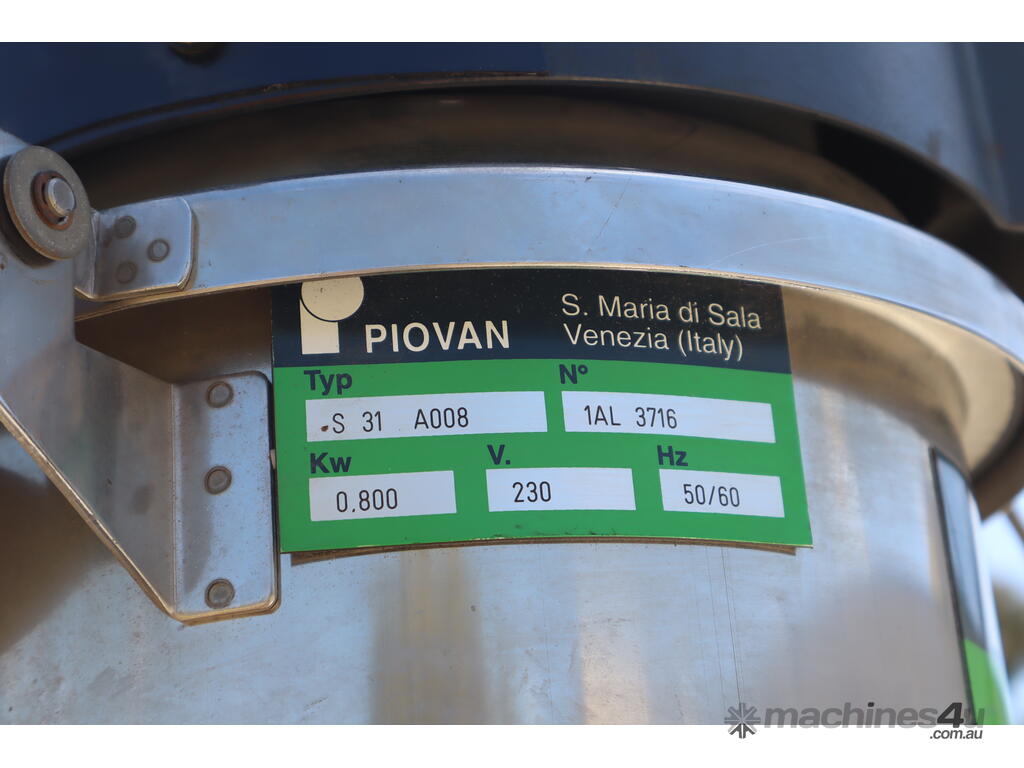 PIOVAN
S. Maria di Sala
Venezia (Italy)
Typ
N°
S 31 A008
1AL 3716
Kw
V.
Hz
0,800
230
50/60
machines4u
.com.au